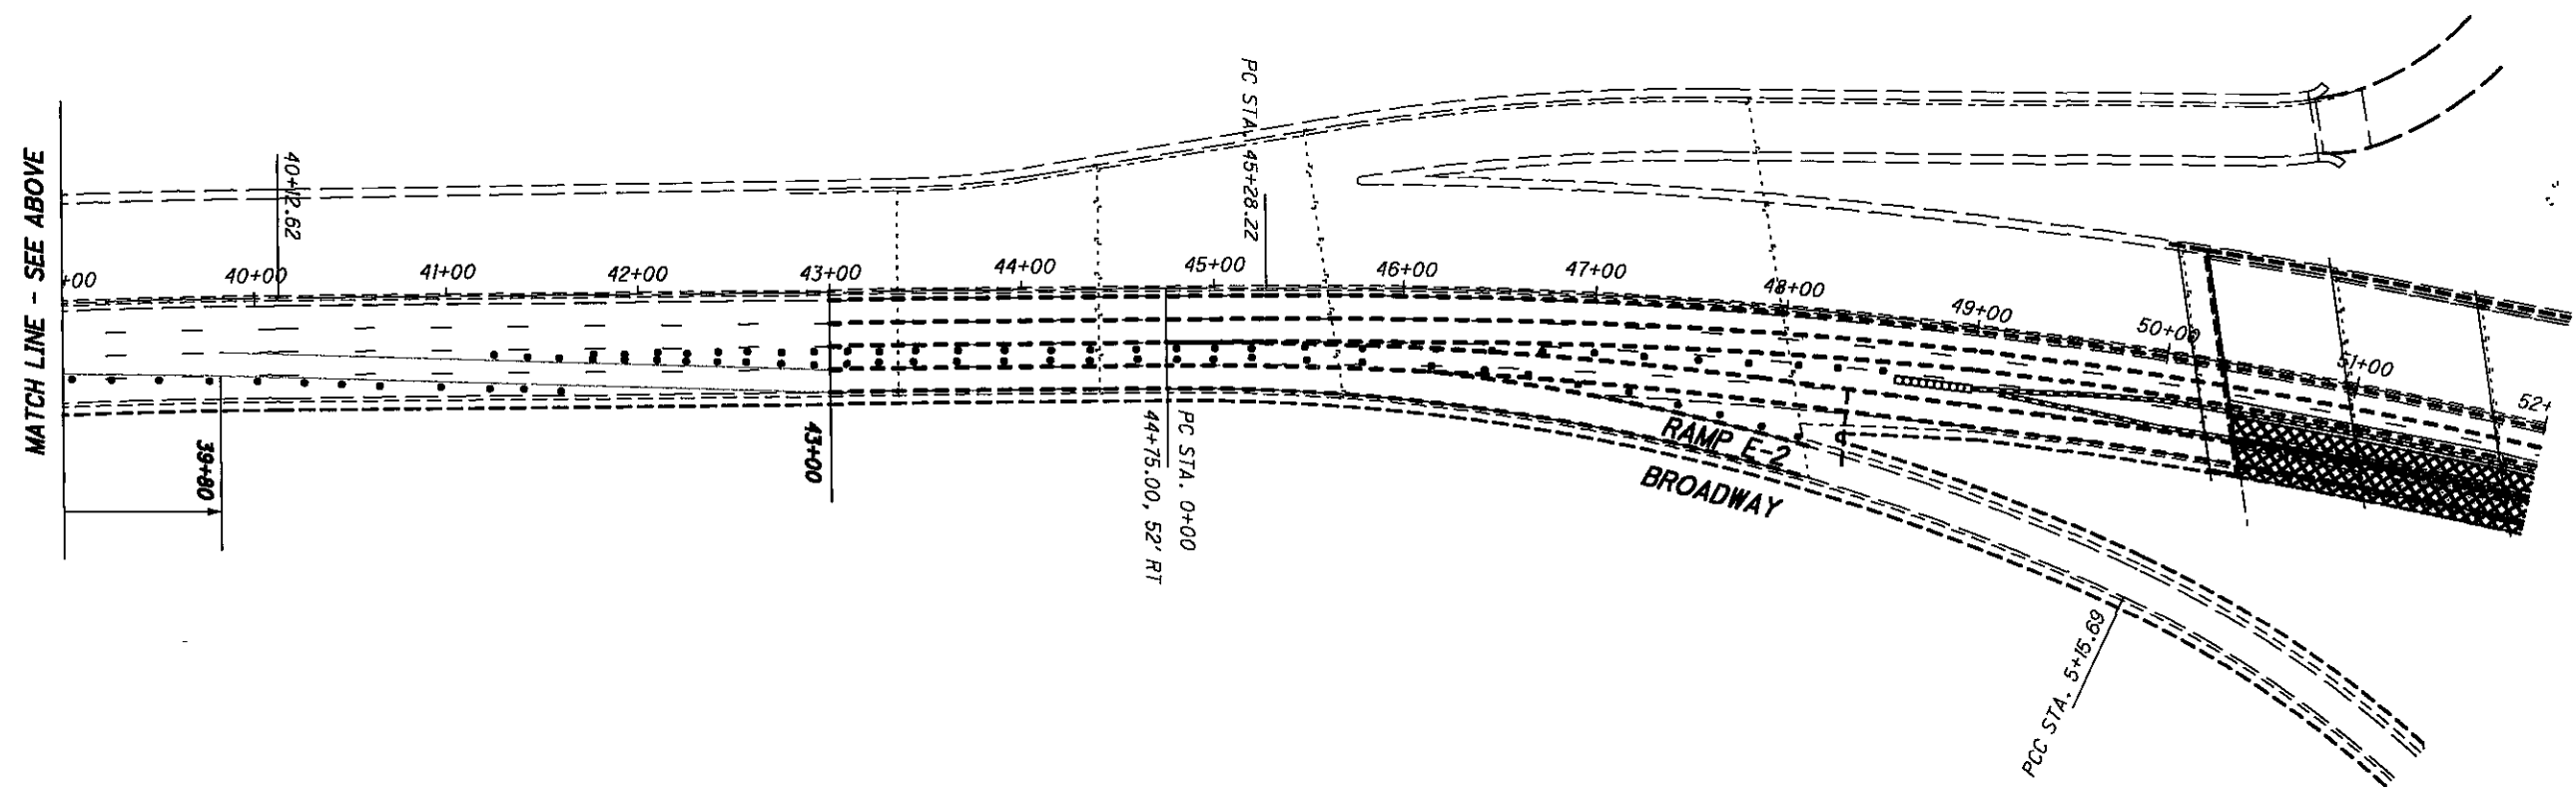 MATCH LINE - SEE ABOVE
+00
40+12.62
40+00
41+00
42+00
43+00
44+00
45+00
PC STA. 45+28.22
46+00
47+00
48+00
49+00
50+00
51+00
52+
39+80
43+00
PC STA. 0+00
44+75.00, 52' RT
RAMP E-2
BROADWAY
PCC STA. 5+15.69